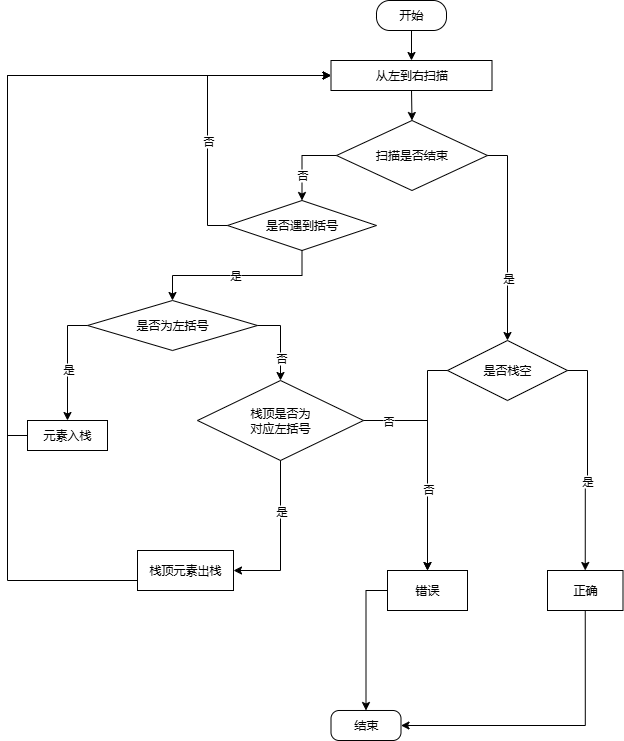 开始
从左到右扫描
扫描是否结束
否
否
是否遇到括号
是
是
是否为左括号
否
是否栈空
是
栈顶是否为
对应左括号
否
元素入栈
是
否
是
栈顶元素出栈
错误
正确
结束